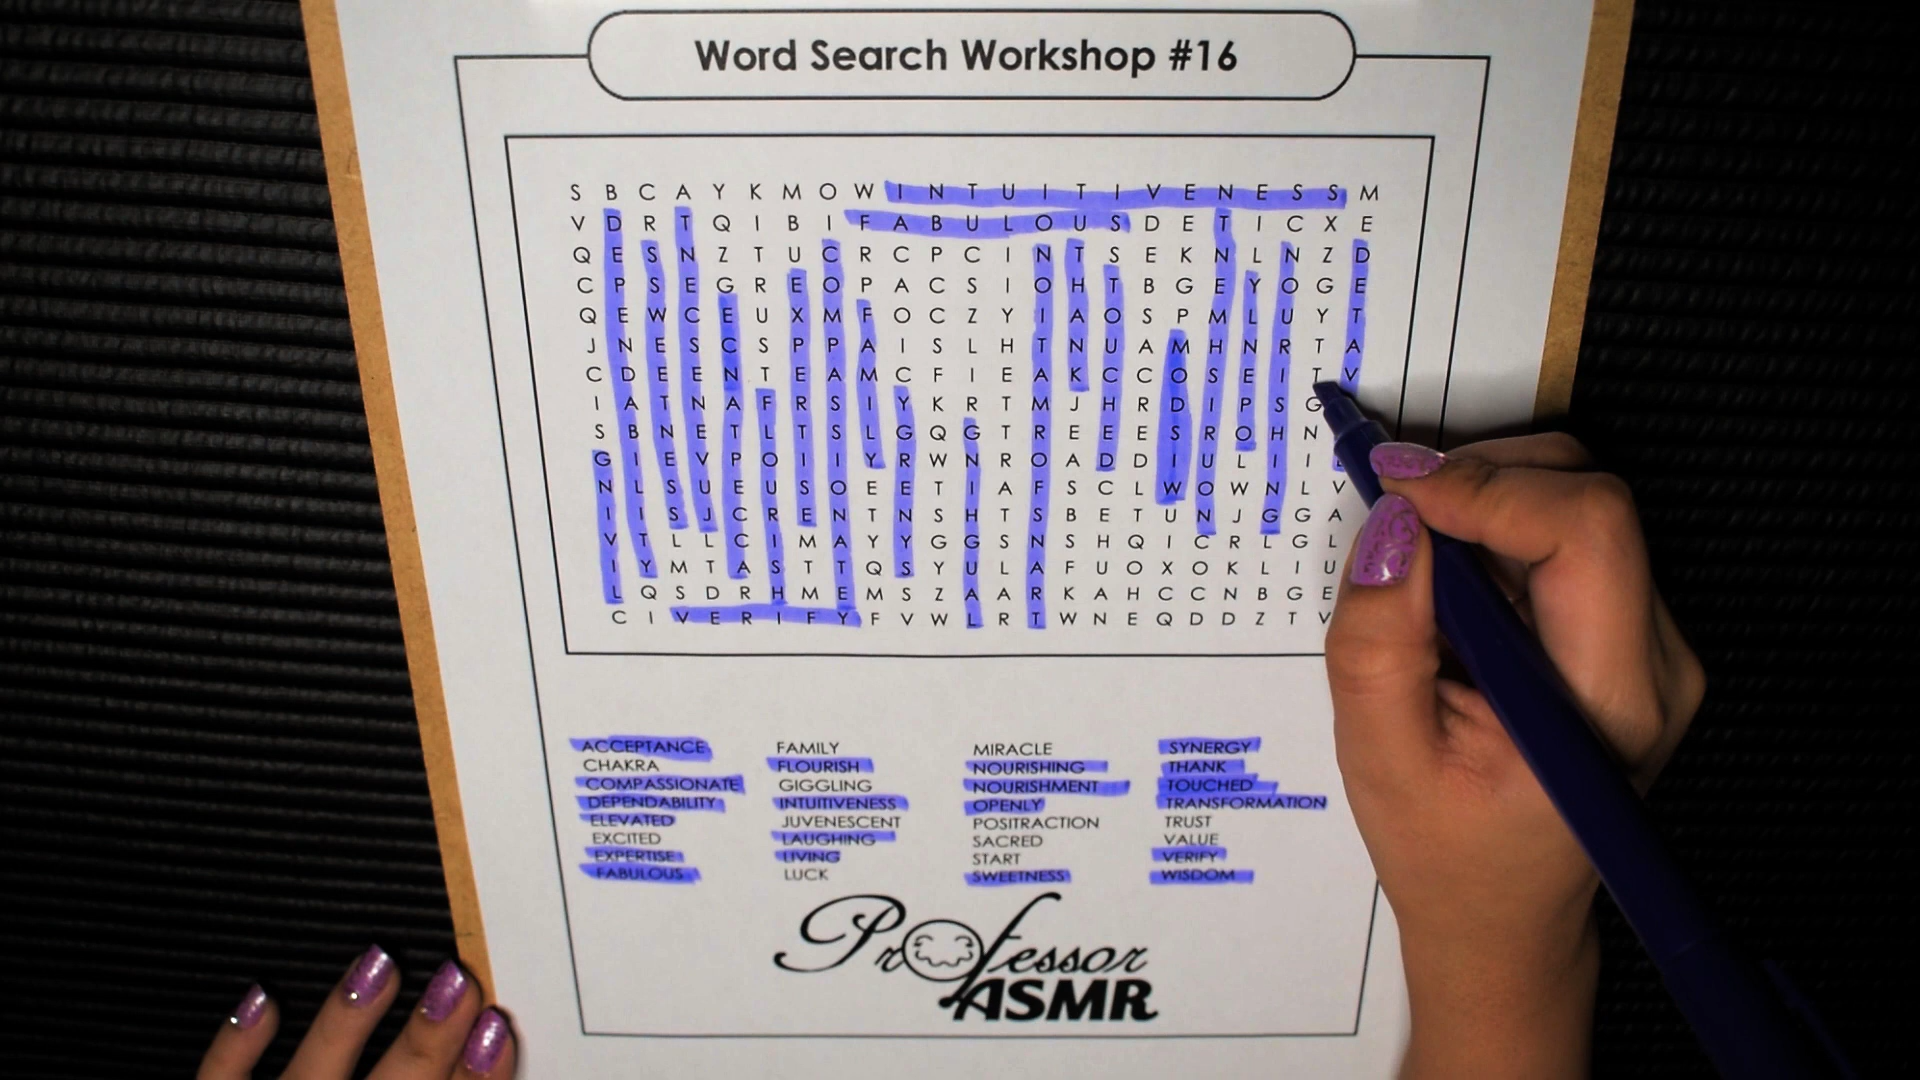 Word Search Workshop #16
S B C A Y K M O W I N T U I T I V E N E S S M
V D R T Q I B I F A B U L O U S D E T I C X E
Q E S N Z T U C R C P C I N T S E K N L N Z D
C P S E G R E O P A C S I O H T B G E Y O G E
Q E W C E U X M F O C Z Y I A O S P M L U Y T
J N E S C S P P A I S L H T N U A M H N R T A
C D E E N T E A M C F I E A K C C O S E I T V
I A T N A F R S I Y K R T M J H R D I P S G
S B N E T L T S L G Q G T R E E E S R O H N
G I E V P O I I Y R W N R O A D D I U L I I
N L S U E U S O E E T I A F S C L W O W N L V
I I S J C R E N T N S H T S B E T U N J G G A
V T L L C I M A Y Y G G S N S H Q I C R L G L
I Y M T A S T T Q S Y U L A F U O X O K L I U
L Q S D R H M E M S Z A A R K A H C C N B G E
C I V E R I F Y F V W L R T W N E Q D D Z T V
ACCEPTANCE
CHAKRA
COMPASSIONATE
DEPENDABILITY
ELEVATED
EXCITED
EXPERTISE
FABULOUS
FAMILY
FLOURISH
GIGGLING
INTUITIVENESS
JUVENESCENT
LAUGHING
LIVING
LUCK
MIRACLE
NOURISHING
NOURISHMENT
OPENLY
POSITRACTION
SACRED
START
SWEETNESS
SYNERGY
THANK
TOUCHED
TRANSFORMATION
TRUST
VALUE
VERIFY
WISDOM
Professor
ASMR